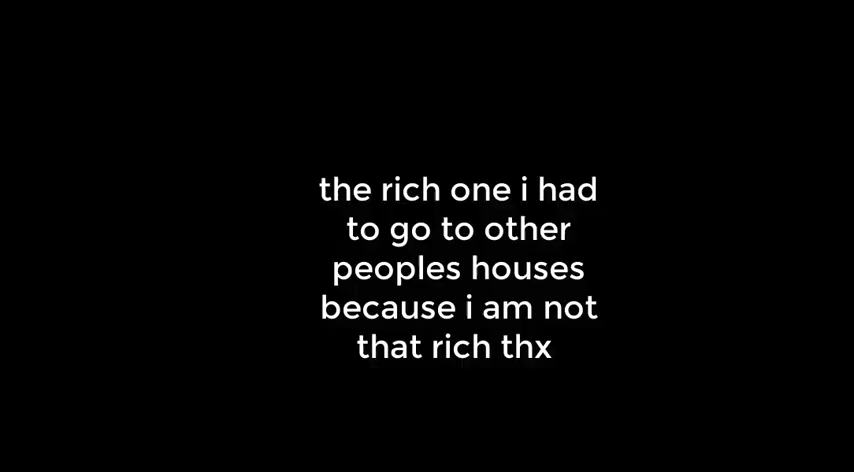 the rich one i had
to go to other
peoples houses
because i am not
that rich thx